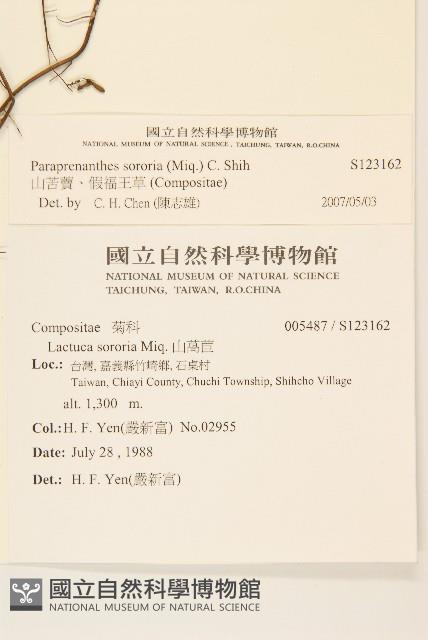 國立自然科學博物館
NATIONAL MUSEUM OF NATURAL SCIENCE , TAICHUNG, TAIWAN, R.O.CHINA
Paraprenanthes sororia (Miq.) C. Shih S123162
山苦蕒、假福王草 (Compositae)
Det. by C. H. Chen (陳志雄) 2007/05/03
國立自然科學博物館
NATIONAL MUSEUM OF NATURAL SCIENCE
TAICHUNG, TAIWAN, R.O.CHINA
Compositae 菊科 005487 / S123162
Lactuca sororia Miq. 山萵苣
Loc.: 台灣, 嘉義縣竹崎鄉, 石桌村
Taiwan, Chiayi County, Chuchi Township, Shihcho Village
alt. 1,300 m.
Col.: H. F. Yen(嚴新富) No.02955
Date: July 28 , 1988
Det.: H. F. Yen(嚴新富)
國立自然科學博物館
NATIONAL MUSEUM OF NATURAL SCIENCE